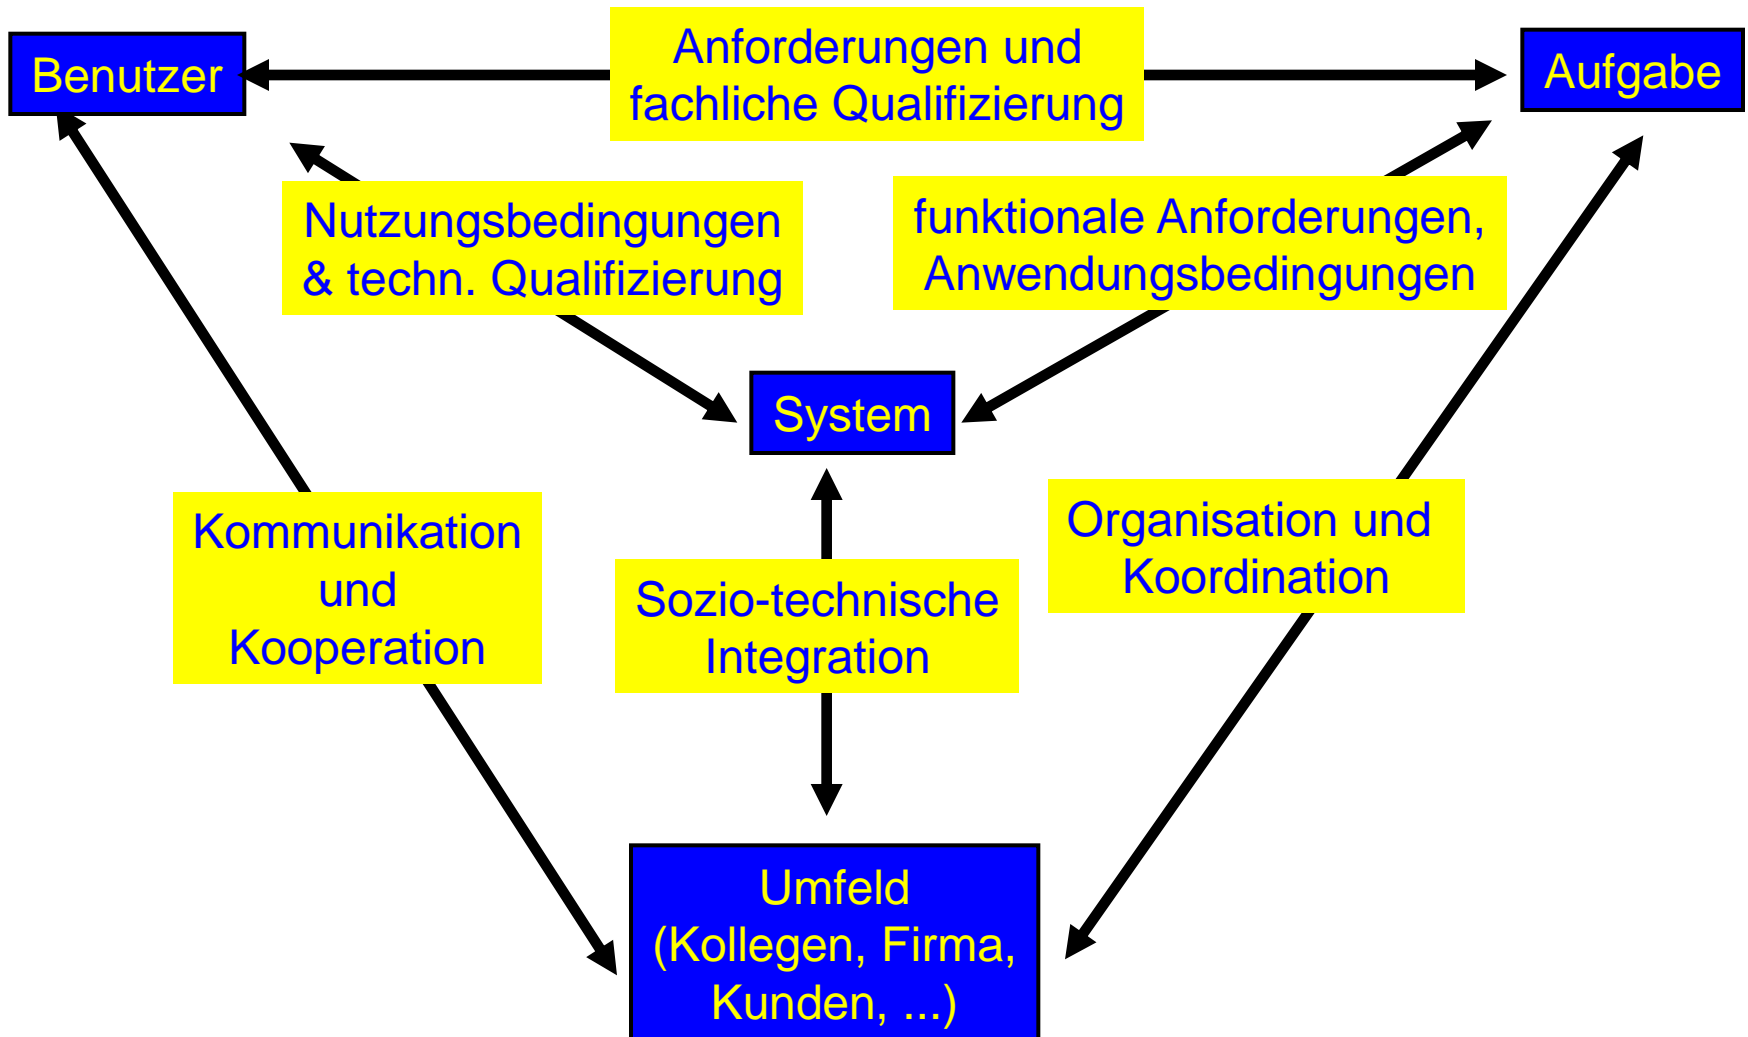 Benutzer
Anforderungen und
fachliche Qualifizierung
Aufgabe
Nutzungsbedingungen
& techn. Qualifizierung
funktionale Anforderungen,
Anwendungsbedingungen
System
Kommunikation
und
Kooperation
Sozio-technische
Integration
Organisation und
Koordination
Umfeld
(Kollegen, Firma,
Kunden, ...)